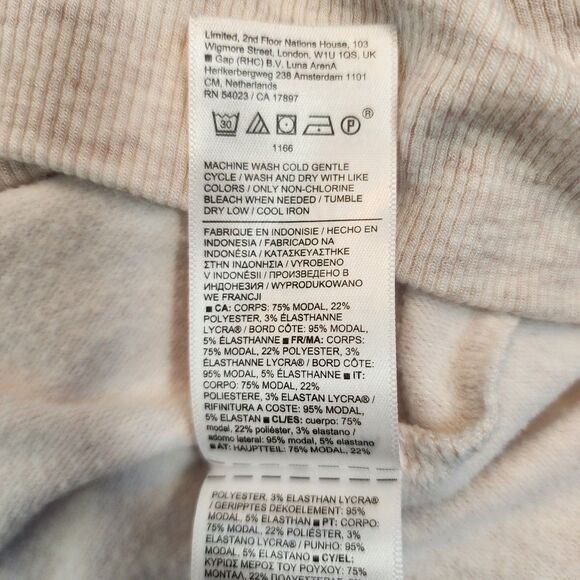 Limited, 2nd Floor Nations House, 103
Wigmore Street, London, W1U 1QS, UK
■ Gap (RHC) B.V. Luna ArenA
Herikerbergweg 238 Amsterdam 1101
CM, Netherlands
RN 54023 / CA 17897
30 P ®
1166
MACHINE WASH COLD GENTLE
CYCLE / WASH AND DRY WITH LIKE
COLORS / ONLY NON-CHLORINE
BLEACH WHEN NEEDED / TUMBLE
DRY LOW / COOL IRON
FABRIQUE EN INDONISIE / HECHO EN
INDONESIA / FABRICADO NA
INDONÉSIA / ΚΑΤΑΣΚΕΥΑΣΤΗΚΕ
ΣΤΗΝ ΙΝΔΟΝΗΣΙΑ / VYROBENO
V INDONÉSII / ПРОИЗВЕДЕНО В
ИНДОНЕЗИЯ / WYPRODUKOWANO
WE FRANCJI
■ CA: CORPS: 75% MODAL, 22%
POLYESTER, 3% ÉLASTHANNE
LYCRA® / BORD CÔTE: 95% MODAL,
5% ÉLASTHANNE ■ FR/MA: CORPS:
75% MODAL, 22% POLYESTER, 3%
ÉLASTHANNE LYCRA® / BORD CÔTE:
95% MODAL, 5% ÉLASTHANNE ■ IT:
CORPO: 75% MODAL, 22%
POLIESTERE, 3% ELASTAN LYCRA® /
RIFINITURA A COSTE: 95% MODAL,
5% ELASTAN ■ CL/ES: cuerpo: 75%
modal, 22% poliéster, 3% elastano /
adorno lateral: 95% modal, 5% elastano
■ AT: HAUPTTEIL: 75% MODAL, 22%
POLYESTER, 3% ELASTHAN LYCRA®
/ GERIPPTES DEKOELEMENT: 95%
MODAL, 5% ELASTHAN ■ PT: CORPO:
75% MODAL, 22% POLIÉSTER, 3%
ELASTANO LYCRA® / PUNHO: 95%
MODAL, 5% ELASTANO ■ CY/EL:
ΚΥΡΙΩΣ ΜΕΡΟΣ ΤΟΥ ΡΟΥΧΟΥ: 75%
ΜΟΝΤΑΛ, 22% ΠΟΛΥΕΣΤΕΡΑΣ